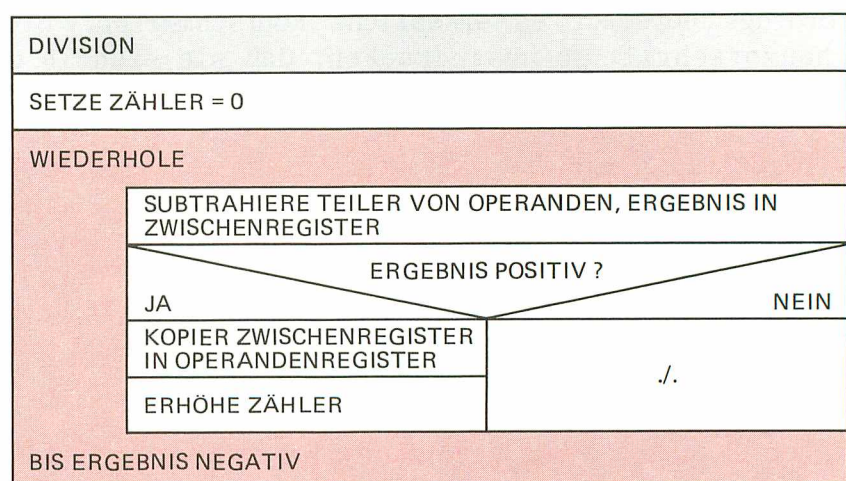 DIVISION
SETZE ZÄHLER = 0
WIEDERHOLE
SUBTRAHIERE TEILER VON OPERANDEN, ERGEBNIS IN
ZWISCHENREGISTER
ERGEBNIS POSITIV ?
JA
NEIN
KOPIER ZWISCHENREGISTER
IN OPERANDENREGISTER
./.
ERHÖHE ZÄHLER
BIS ERGEBNIS NEGATIV